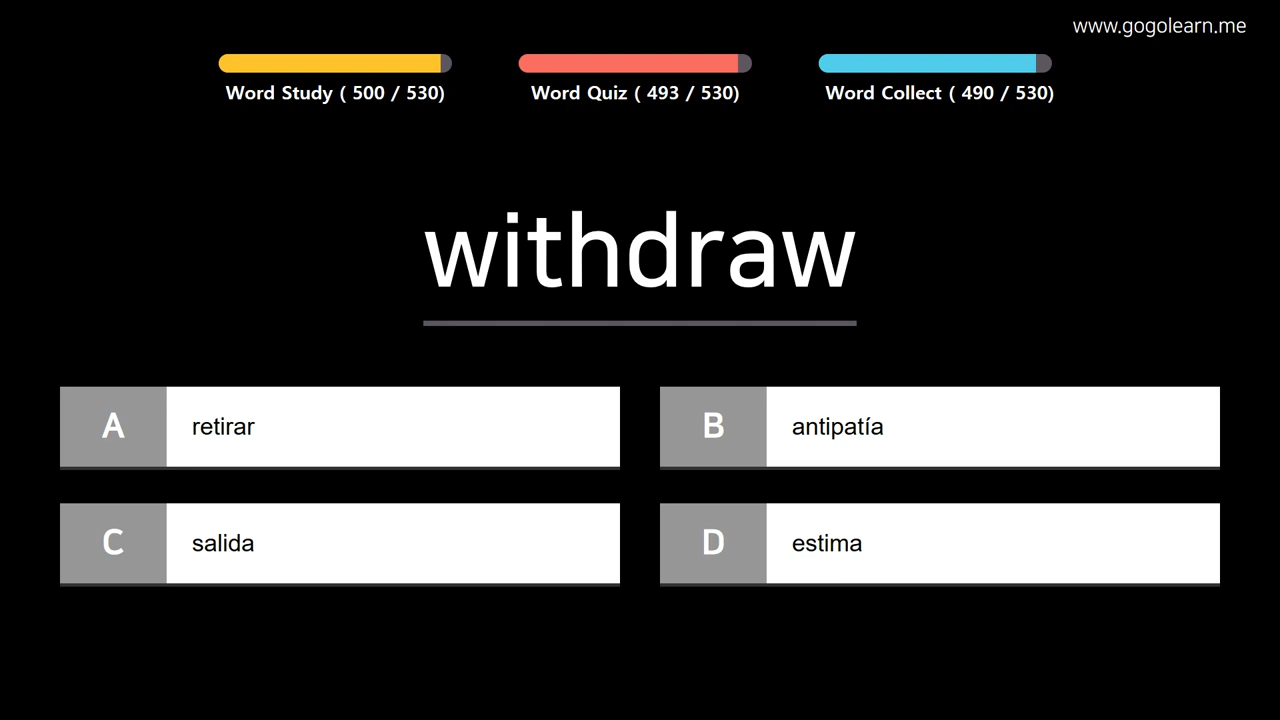 www.gogolearn.me
Word Study ( 500 / 530)
Word Quiz ( 493 / 530)
Word Collect ( 490 / 530)
withdraw
A retirar
B antipatía
C salida
D estima